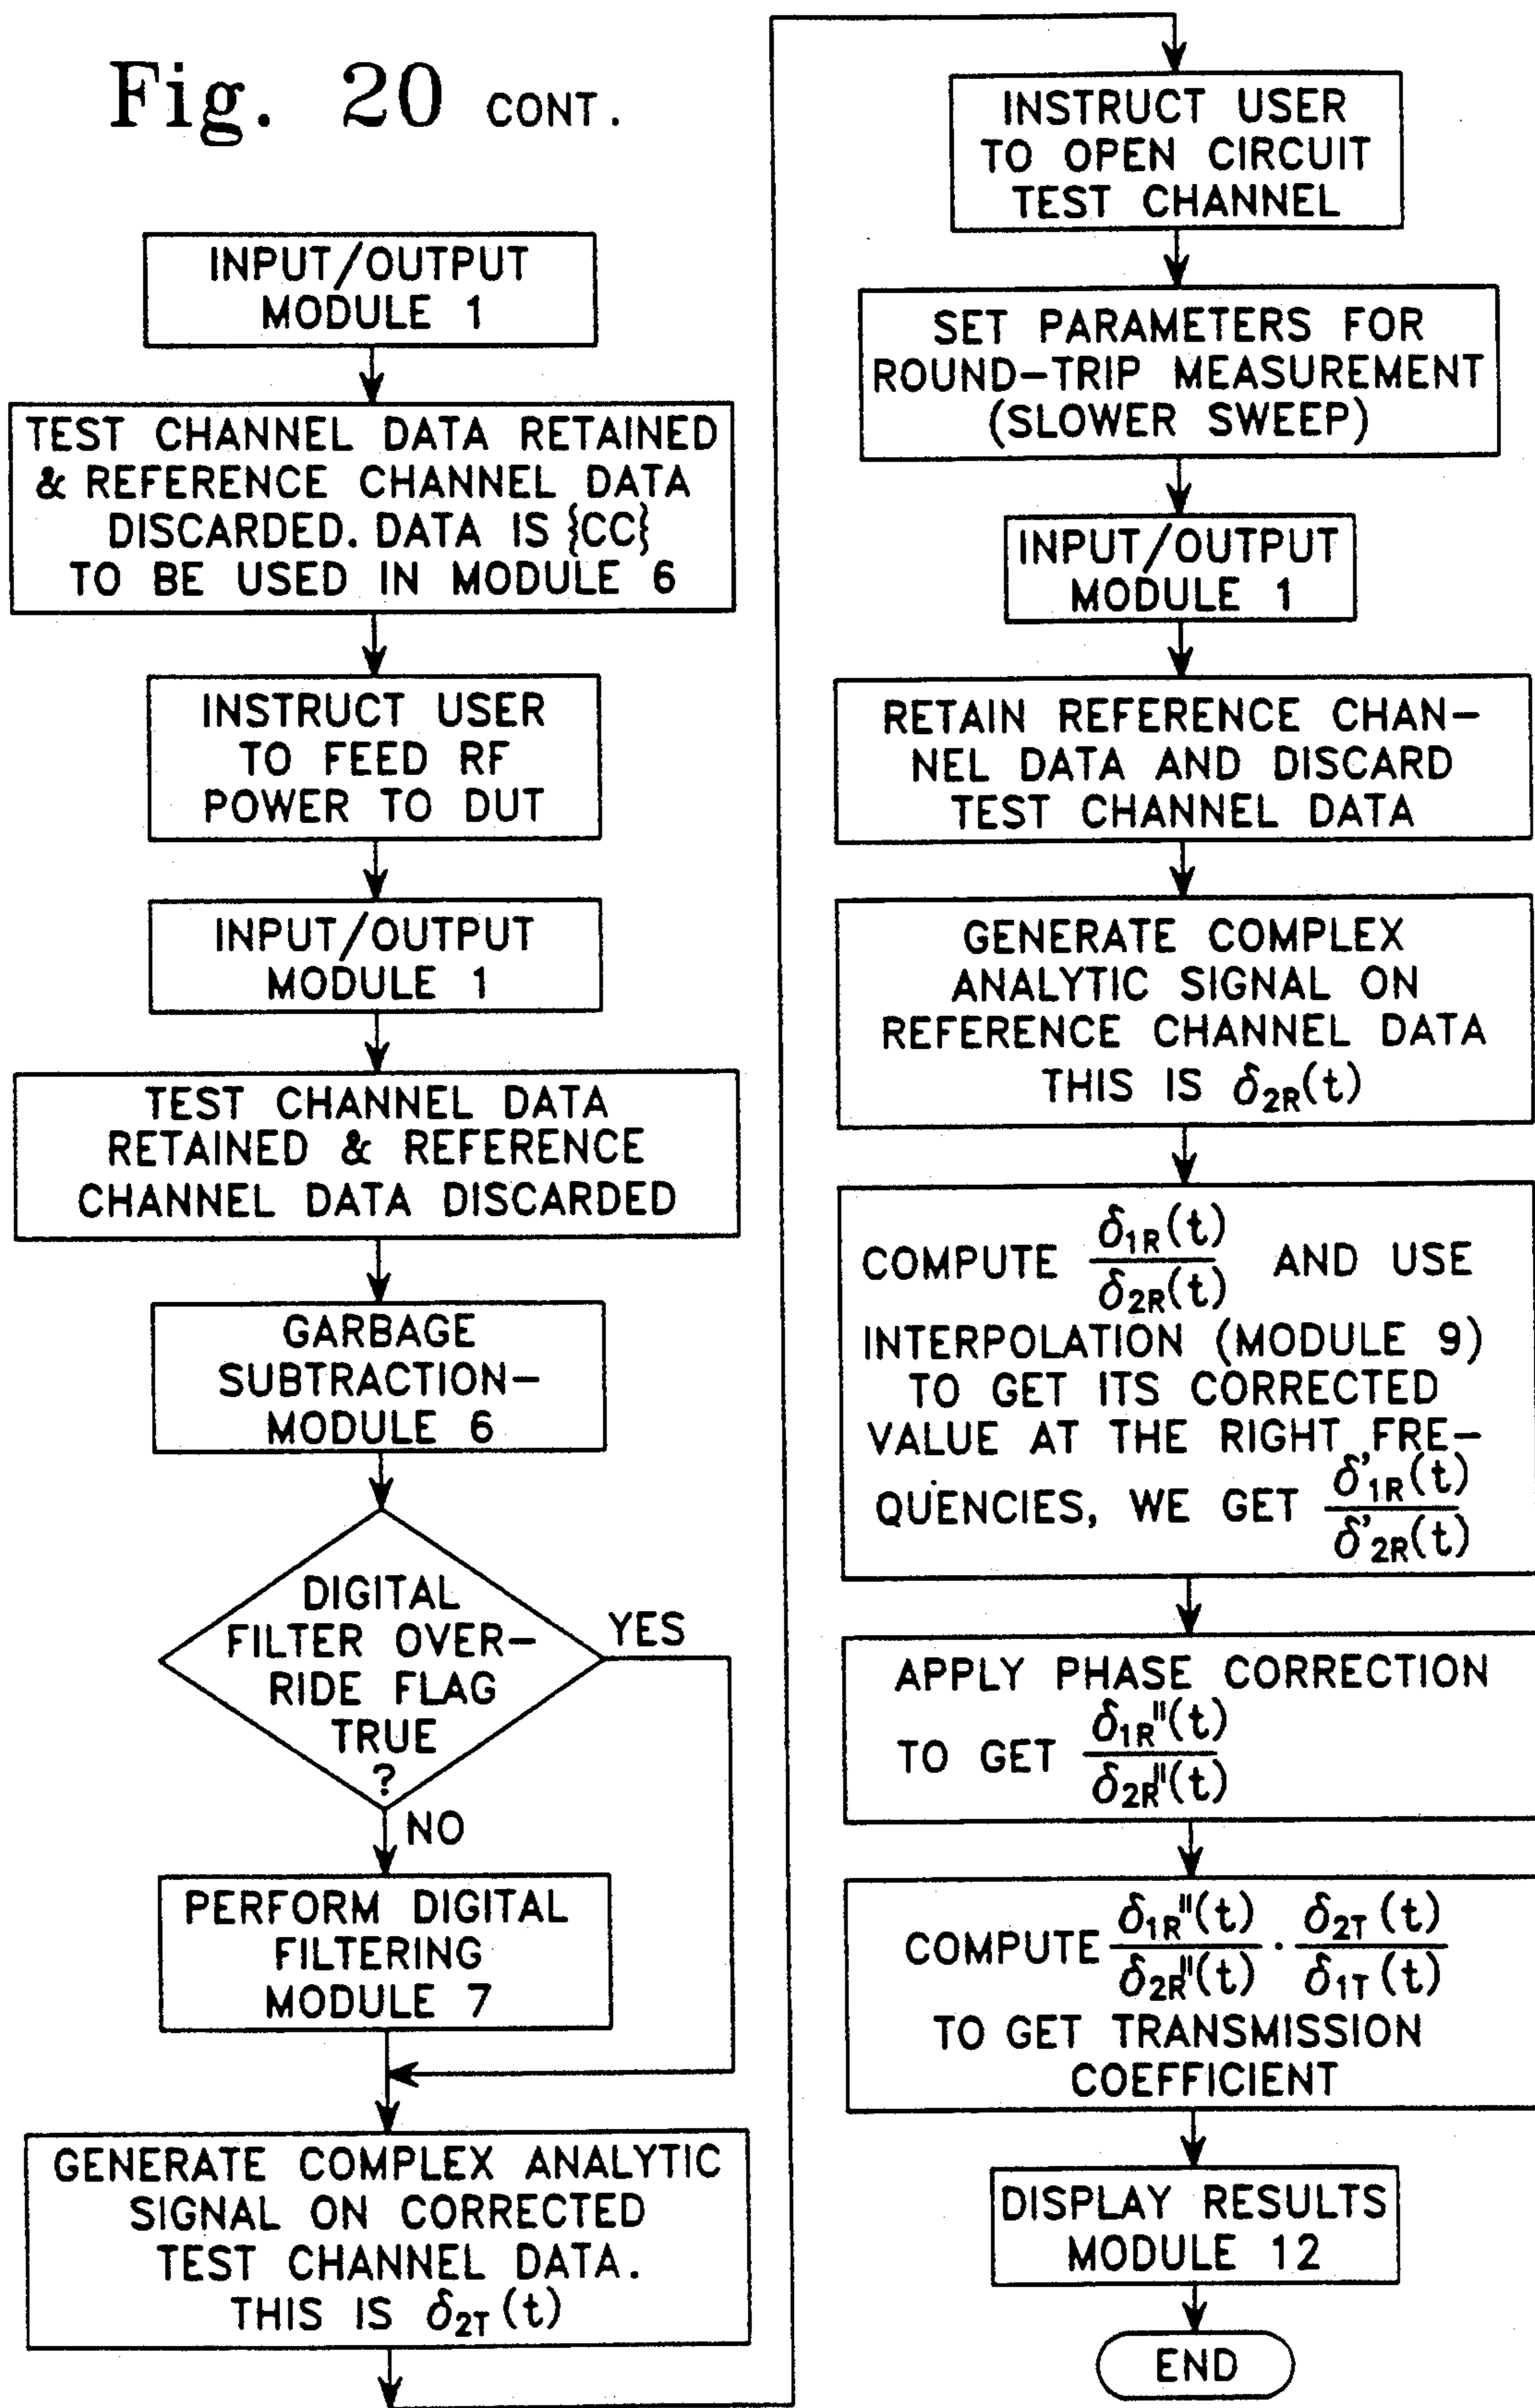 Fig. 20 CONT.
INPUT/OUTPUT
MODULE 1
TEST CHANNEL DATA RETAINED
& REFERENCE CHANNEL DATA
DISCARDED. DATA IS {CC}
TO BE USED IN MODULE 6
INSTRUCT USER
TO FEED RF
POWER TO DUT
INPUT/OUTPUT
MODULE 1
TEST CHANNEL DATA
RETAINED & REFERENCE
CHANNEL DATA DISCARDED
GARBAGE
SUBTRACTION-
MODULE 6
DIGITAL
FILTER OVER-
RIDE FLAG
TRUE
?
YES
NO
PERFORM DIGITAL
FILTERING
MODULE 7
GENERATE COMPLEX ANALYTIC
SIGNAL ON CORRECTED
TEST CHANNEL DATA.
THIS IS δ2T(t)
INSTRUCT USER
TO OPEN CIRCUIT
TEST CHANNEL
SET PARAMETERS FOR
ROUND-TRIP MEASUREMENT
(SLOWER SWEEP)
INPUT/OUTPUT
MODULE 1
RETAIN REFERENCE CHAN-
NEL DATA AND DISCARD
TEST CHANNEL DATA
GENERATE COMPLEX
ANALYTIC SIGNAL ON
REFERENCE CHANNEL DATA
THIS IS δ2R(t)
COMPUTE δ1R(t)/δ2R(t) AND USE
INTERPOLATION (MODULE 9)
TO GET ITS CORRECTED
VALUE AT THE RIGHT FRE-
QUENCIES, WE GET δ'1R(t)/δ'2R(t)
APPLY PHASE CORRECTION
TO GET δ1R"(t)/δ2R"(t)
COMPUTE δ1R"(t)/δ2R"(t) · δ2T(t)/δ1T(t)
TO GET TRANSMISSION
COEFFICIENT
DISPLAY RESULTS
MODULE 12
END